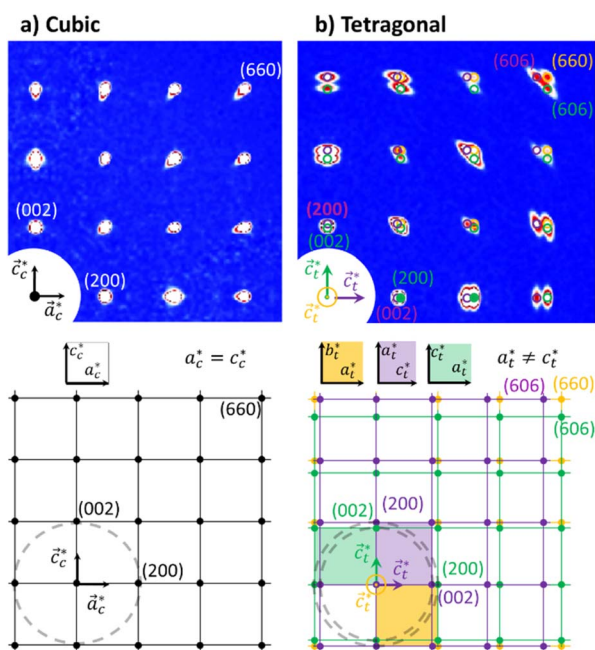 a) Cubic
(660)
(002)
(200)
c⃗*c
a⃗*c
b) Tetragonal
(606) (660)
(606)
(200)
(002)
(200)
(002)
c⃗*t
c⃗*t
c⃗*t
c*c
a*c
a*c = c*c
(660)
(002)
(200)
c⃗*c
a⃗*c
b*t
a*t
a*t
c*t
c*t
a*t
a*t ≠ c*t
(606) (660)
(606)
(002) (200)
(200)
(002)
c⃗*t
c⃗*t
c⃗*t